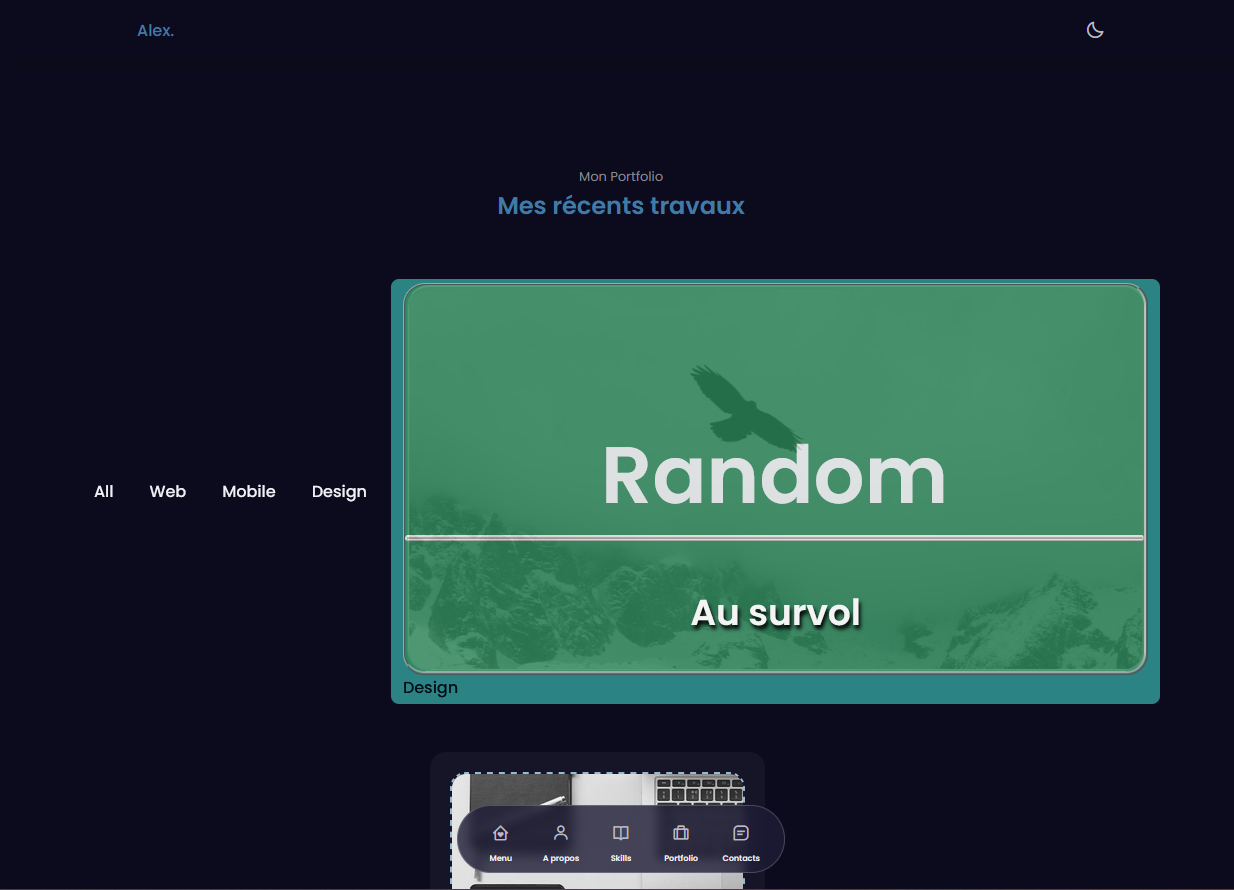 Alex.
Mon Portfolio
Mes récents travaux
All Web Mobile Design
Random
Au survol
Design
Menu A propos Skills Portfolio Contacts